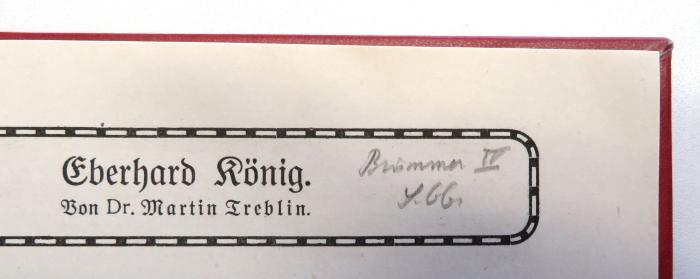 Eberhard König.
Von Dr. Martin Treblin.
Brümmer IV
S. 66.